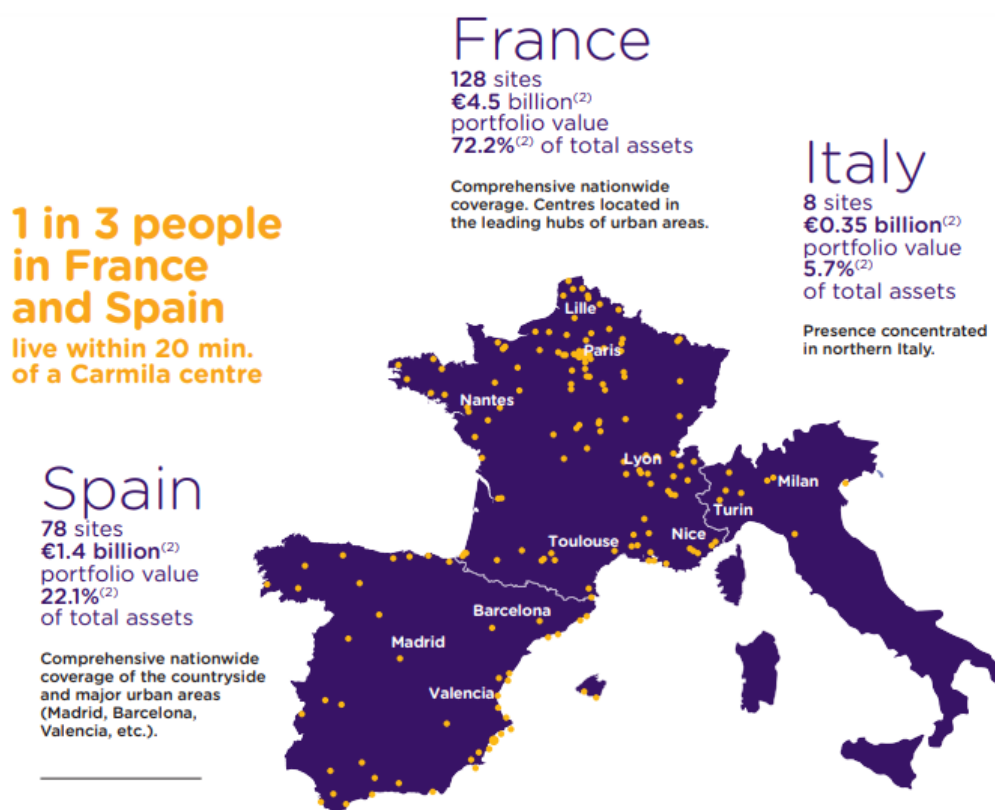 France
128 sites
€4.5 billion(2)
portfolio value
72.2%(2) of total assets
Comprehensive nationwide
coverage. Centres located in
the leading hubs of urban areas.
Italy
8 sites
€0.35 billion(2)
portfolio value
5.7%(2)
of total assets
Presence concentrated
in northern Italy.
1 in 3 people
in France
and Spain
live within 20 min.
of a Carmila centre
Spain
78 sites
€1.4 billion(2)
portfolio value
22.1%(2)
of total assets
Comprehensive nationwide
coverage of the countryside
and major urban areas
(Madrid, Barcelona,
Valencia, etc.).
Lille
Paris
Nantes
Lyon
Milan
Turin
Nice
Toulouse
Barcelona
Madrid
Valencia